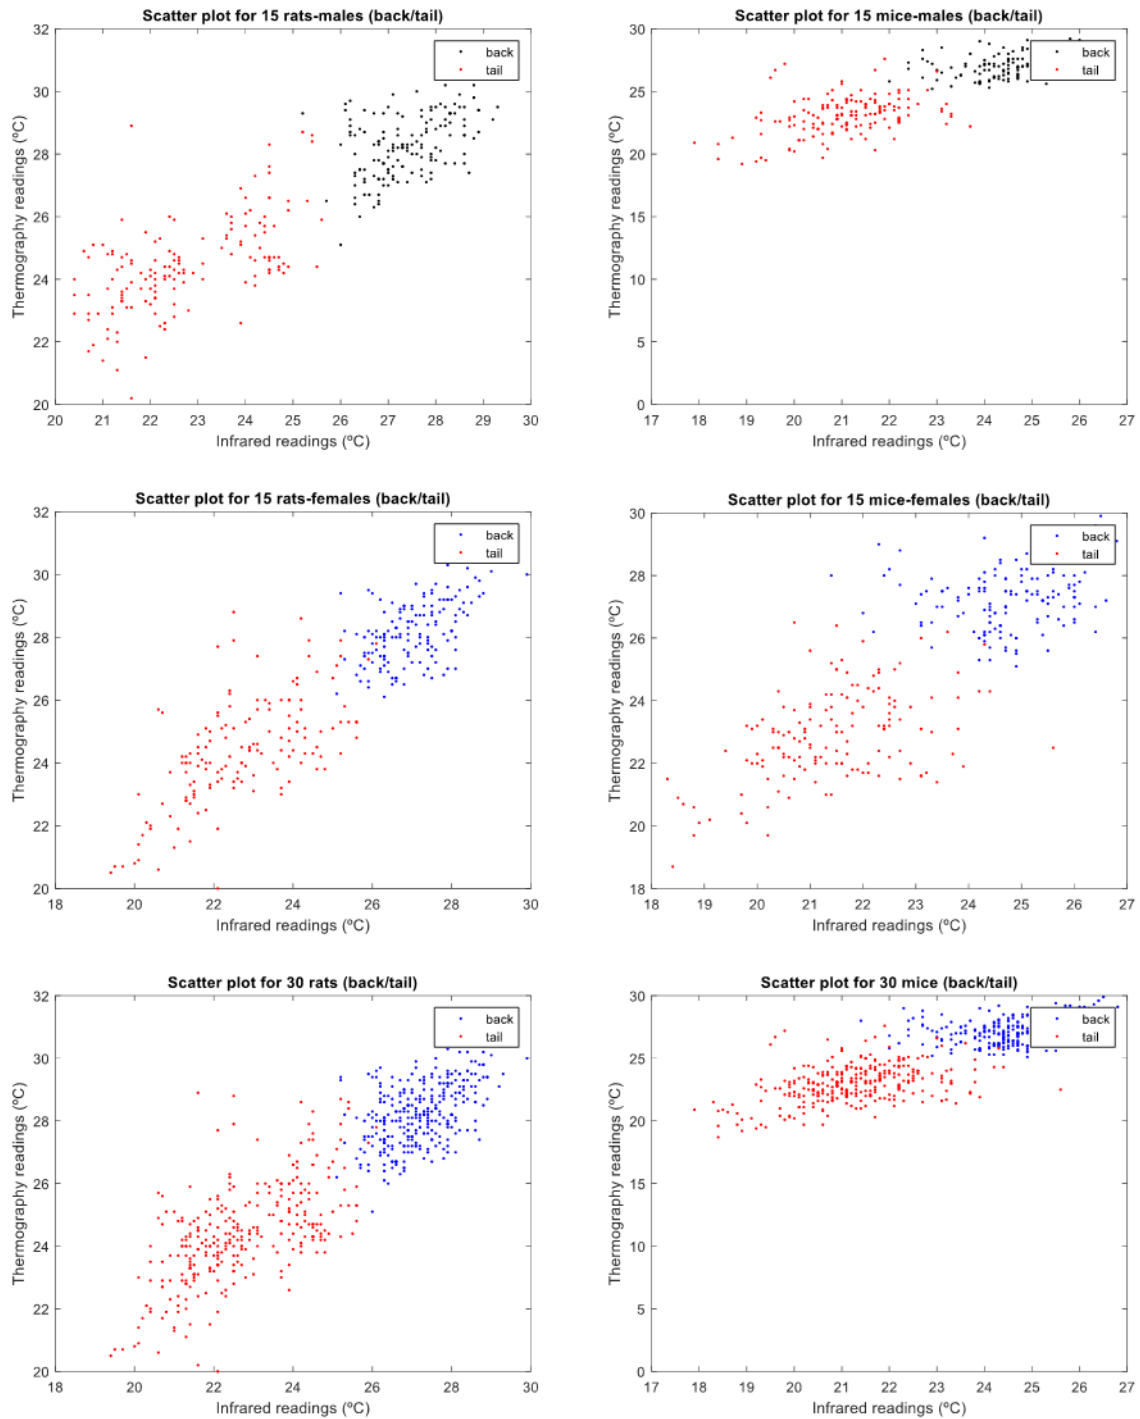 Scatter plot for 15 rats-males (back/tail)
32
30
28
26
24
22
20
Thermography readings (ºC)
back
tail
20 21 22 23 24 25 26 27 28 29 30
Infrared readings (ºC)
Scatter plot for 15 mice-males (back/tail)
30
25
20
15
10
5
0
Thermography readings (ºC)
back
tail
17 18 19 20 21 22 23 24 25 26 27
Infrared readings (ºC)
Scatter plot for 15 rats-females (back/tail)
32
30
28
26
24
22
20
Thermography readings (ºC)
back
tail
18 20 22 24 26 28 30
Infrared readings (ºC)
Scatter plot for 15 mice-females (back/tail)
30
28
26
24
22
20
18
Thermography readings (ºC)
back
tail
18 19 20 21 22 23 24 25 26 27
Infrared readings (ºC)
Scatter plot for 30 rats (back/tail)
32
30
28
26
24
22
20
Thermography readings (ºC)
back
tail
18 20 22 24 26 28 30
Infrared readings (ºC)
Scatter plot for 30 mice (back/tail)
30
25
20
15
10
5
0
Thermography readings (ºC)
back
tail
17 18 19 20 21 22 23 24 25 26 27
Infrared readings (ºC)